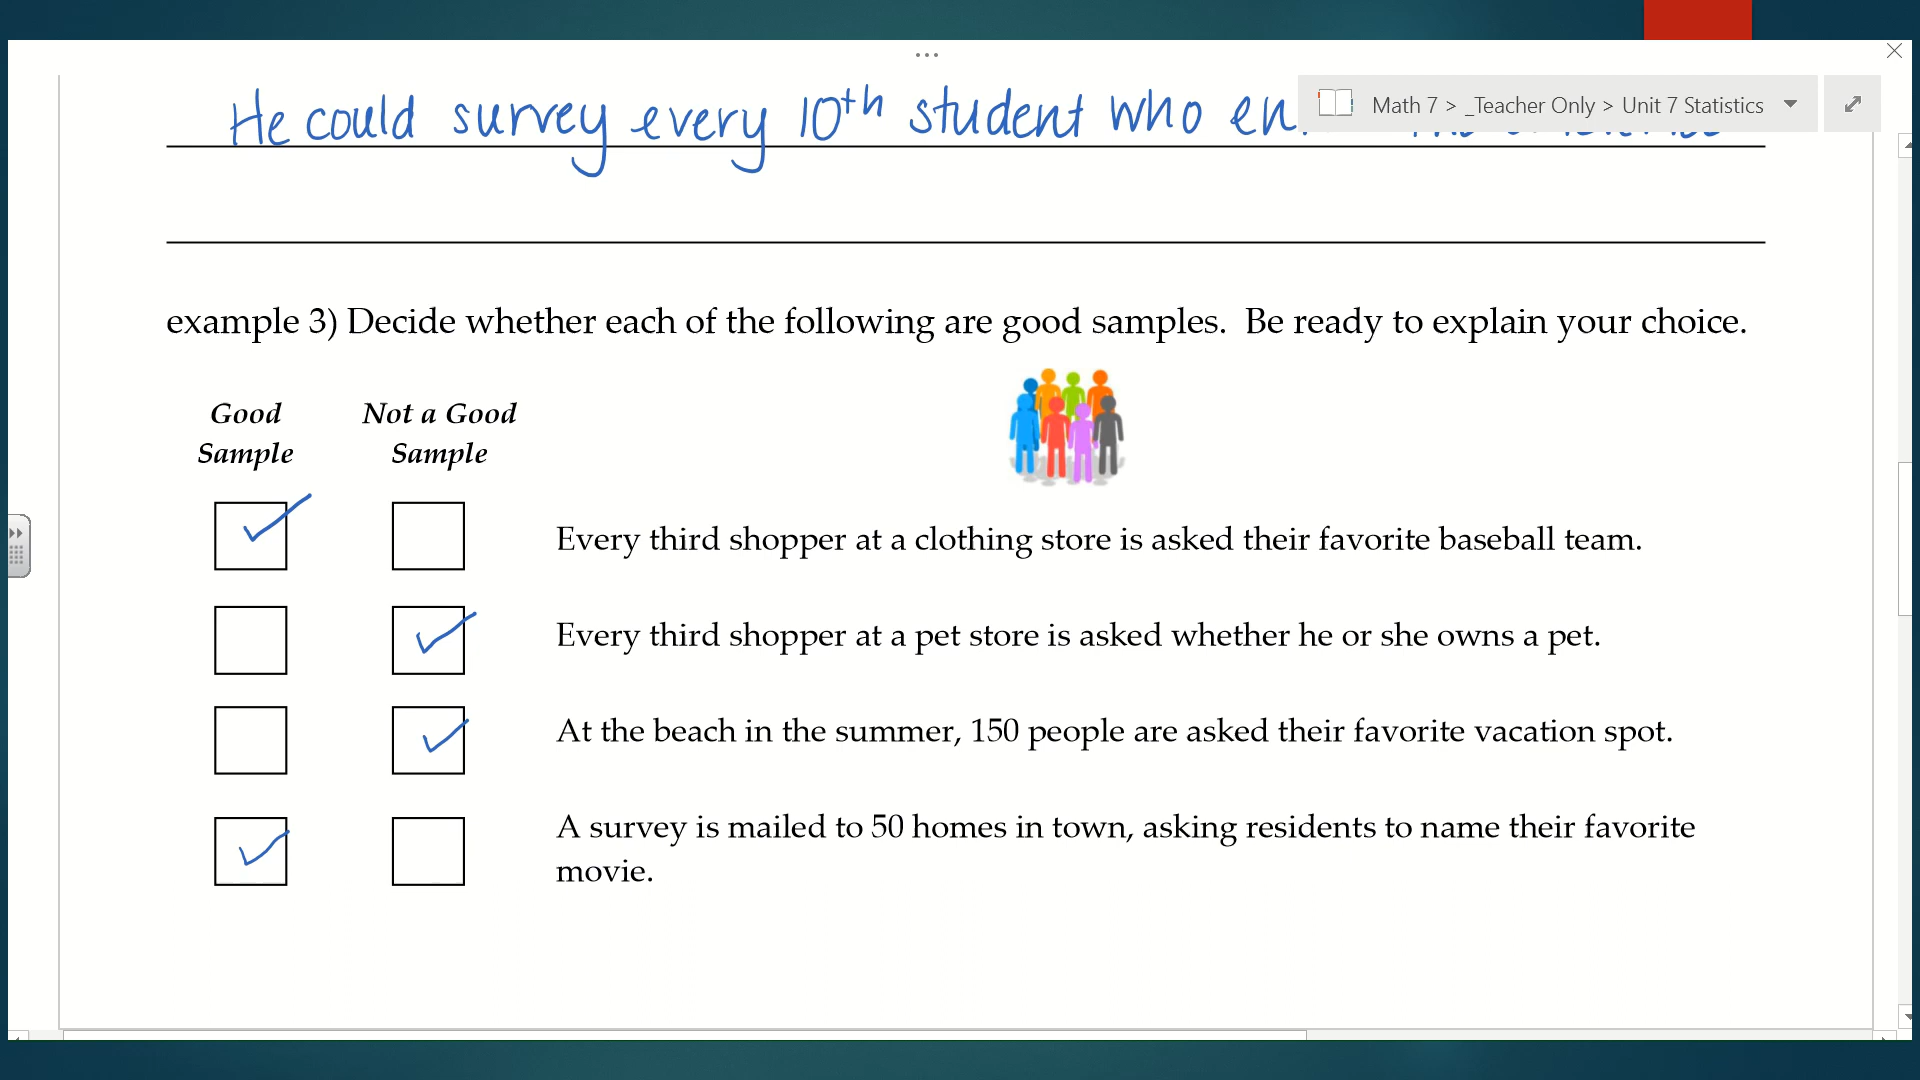 He could survey every 10th student who
Math 7 > _Teacher Only > Unit 7 Statistics
example 3) Decide whether each of the following are good samples. Be ready to explain your choice.
Good Sample
Not a Good Sample
Every third shopper at a clothing store is asked their favorite baseball team.
Every third shopper at a pet store is asked whether he or she owns a pet.
At the beach in the summer, 150 people are asked their favorite vacation spot.
A survey is mailed to 50 homes in town, asking residents to name their favorite
movie.